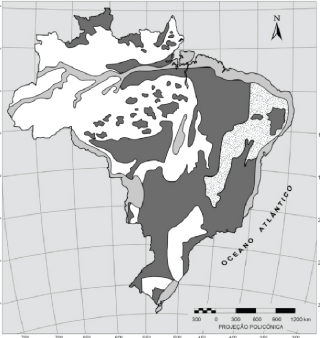 N
OCEANO ATLÂNTICO
300 0 300 600 900 1200 km
PROJEÇÃO POLICÔNICA